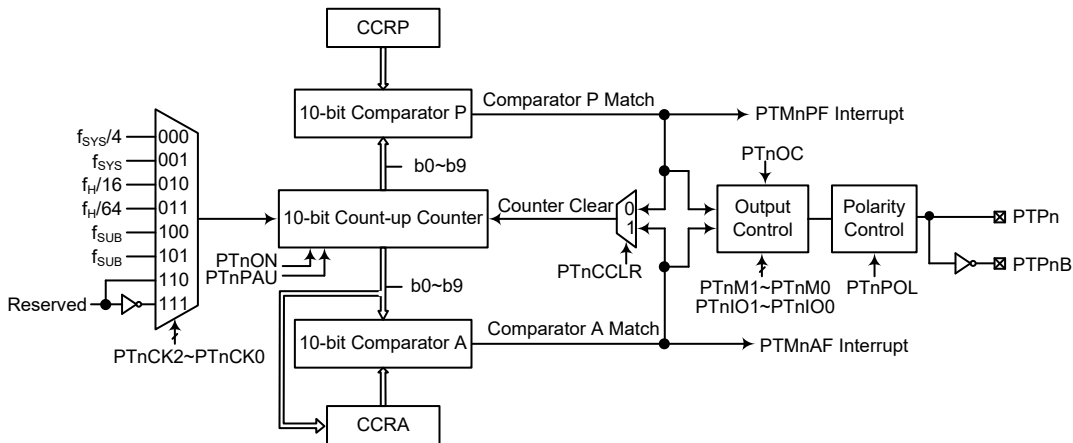 CCRP
10-bit Comparator P
Comparator P Match
PTMnPF Interrupt
fSYS/4
000
fSYS
001
fH/16
010
fH/64
011
fSUB
100
fSUB
101
110
Reserved
111
PTnCK2~PTnCK0
b0~b9
10-bit Count-up Counter
Counter Clear
0
1
PTnCCLR
PTnON
PTnPAU
b0~b9
PTnOC
Output
Control
PTnM1~PTnM0
PTnIO1~PTnIO0
Polarity
Control
PTnPOL
PTPn
PTPnB
10-bit Comparator A
Comparator A Match
PTMnAF Interrupt
CCRA